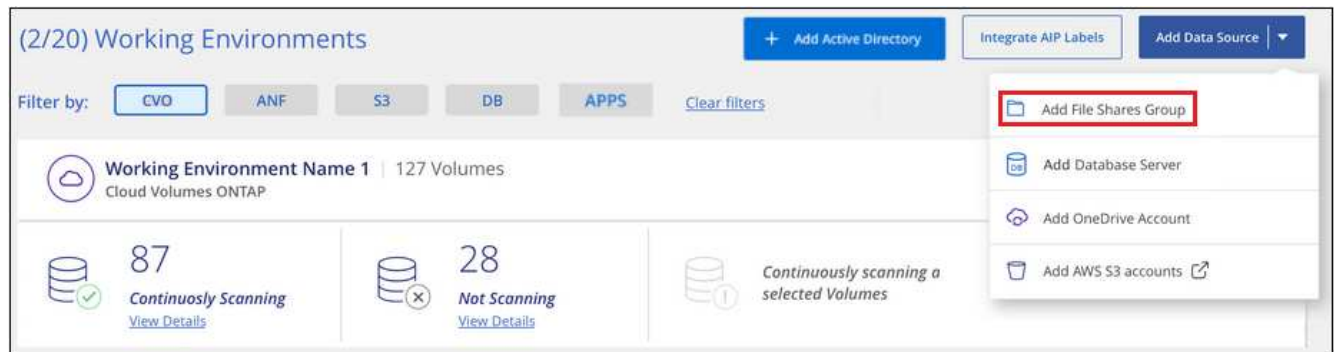 (2/20) Working Environments
+ Add Active Directory
Integrate AIP Labels
Add Data Source
Filter by:
CVO
ANF
S3
DB
APPS
Clear filters
Add File Shares Group
DB
Add Database Server
Add OneDrive Account
Add AWS S3 accounts
Working Environment Name 1 | 127 Volumes
Cloud Volumes ONTAP
87
Continuosly Scanning
View Details
28
Not Scanning
View Details
Continuously scanning a
selected Volumes